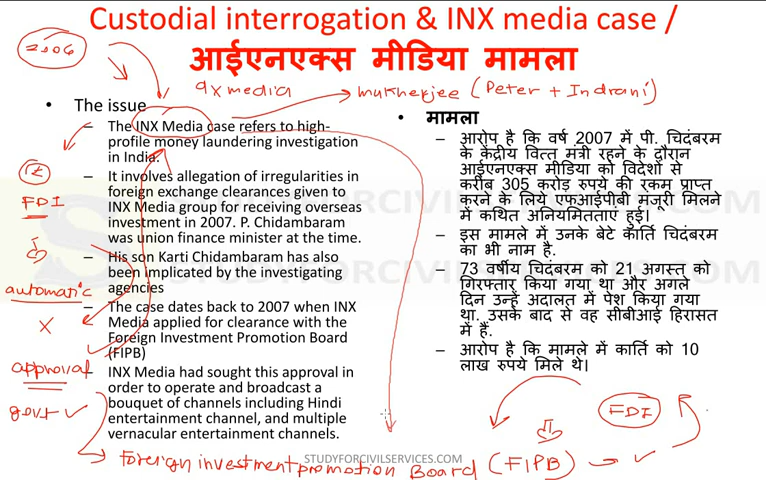 Custodial interrogation & INX media case /
आईएनएक्स मीडिया मामला
2006
9x media
mukherjee (Peter + Indrani)
• The issue
– The INX Media case refers to high-
profile money laundering investigation
in India.
– It involves allegation of irregularities in
foreign exchange clearances given to
INX Media group for receiving overseas
investment in 2007. P. Chidambaram
was union finance minister at the time.
– His son Karti Chidambaram has also
been implicated by the investigating
agencies
– The case dates back to 2007 when INX
Media applied for clearance with the
Foreign Investment Promotion Board
(FIPB)
– INX Media had sought this approval in
order to operate and broadcast a
bouquet of channels including Hindi
entertainment channel, and multiple
vernacular entertainment channels.
FDI
automatic
X
approval
govt ✓
• मामला
– आरोप है कि वर्ष 2007 में पी. चिदंबरम
के केंद्रीय वित्त मंत्री रहने के दौरान
आईएनएक्स मीडिया को विदेशों से
करीब 305 करोड़ रुपये की रकम प्राप्त
करने के लिये एफआईपीबी मंजूरी मिलने
में कथित अनियमितताएं हुई।
– इस मामले में उनके बेटे कार्ति चिदंबरम
का भी नाम है.
– 73 वर्षीय चिदंबरम को 21 अगस्त को
गिरफ्तार किया गया था और अगले
दिन उन्हें अदालत में पेश किया गया
था. उसके बाद से वह सीबीआई हिरासत
में हैं.
– आरोप है कि मामले में कार्ति को 10
लाख रुपये मिले थे।
FDI
Foreign investment promotion Board (FIPB) → ✓
STUDYFORCIVILSERVICES.COM